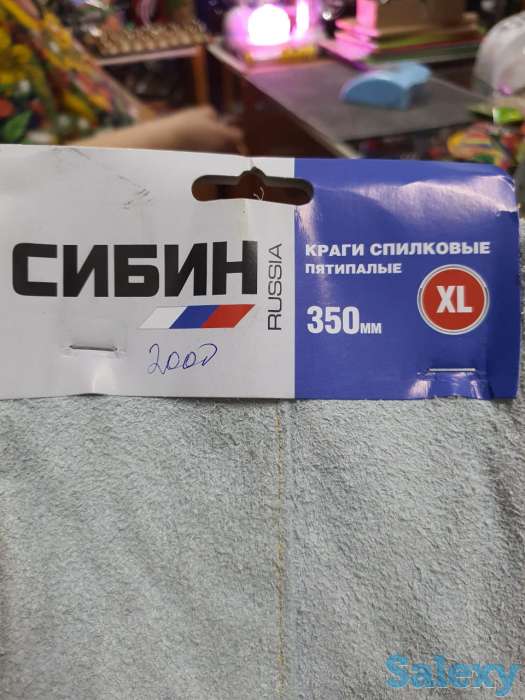 СИБИН
RUSSIA
2000
КРАГИ СПИЛКОВЫЕ
ПЯТИПАЛЫЕ
350мм
XL
Salexy